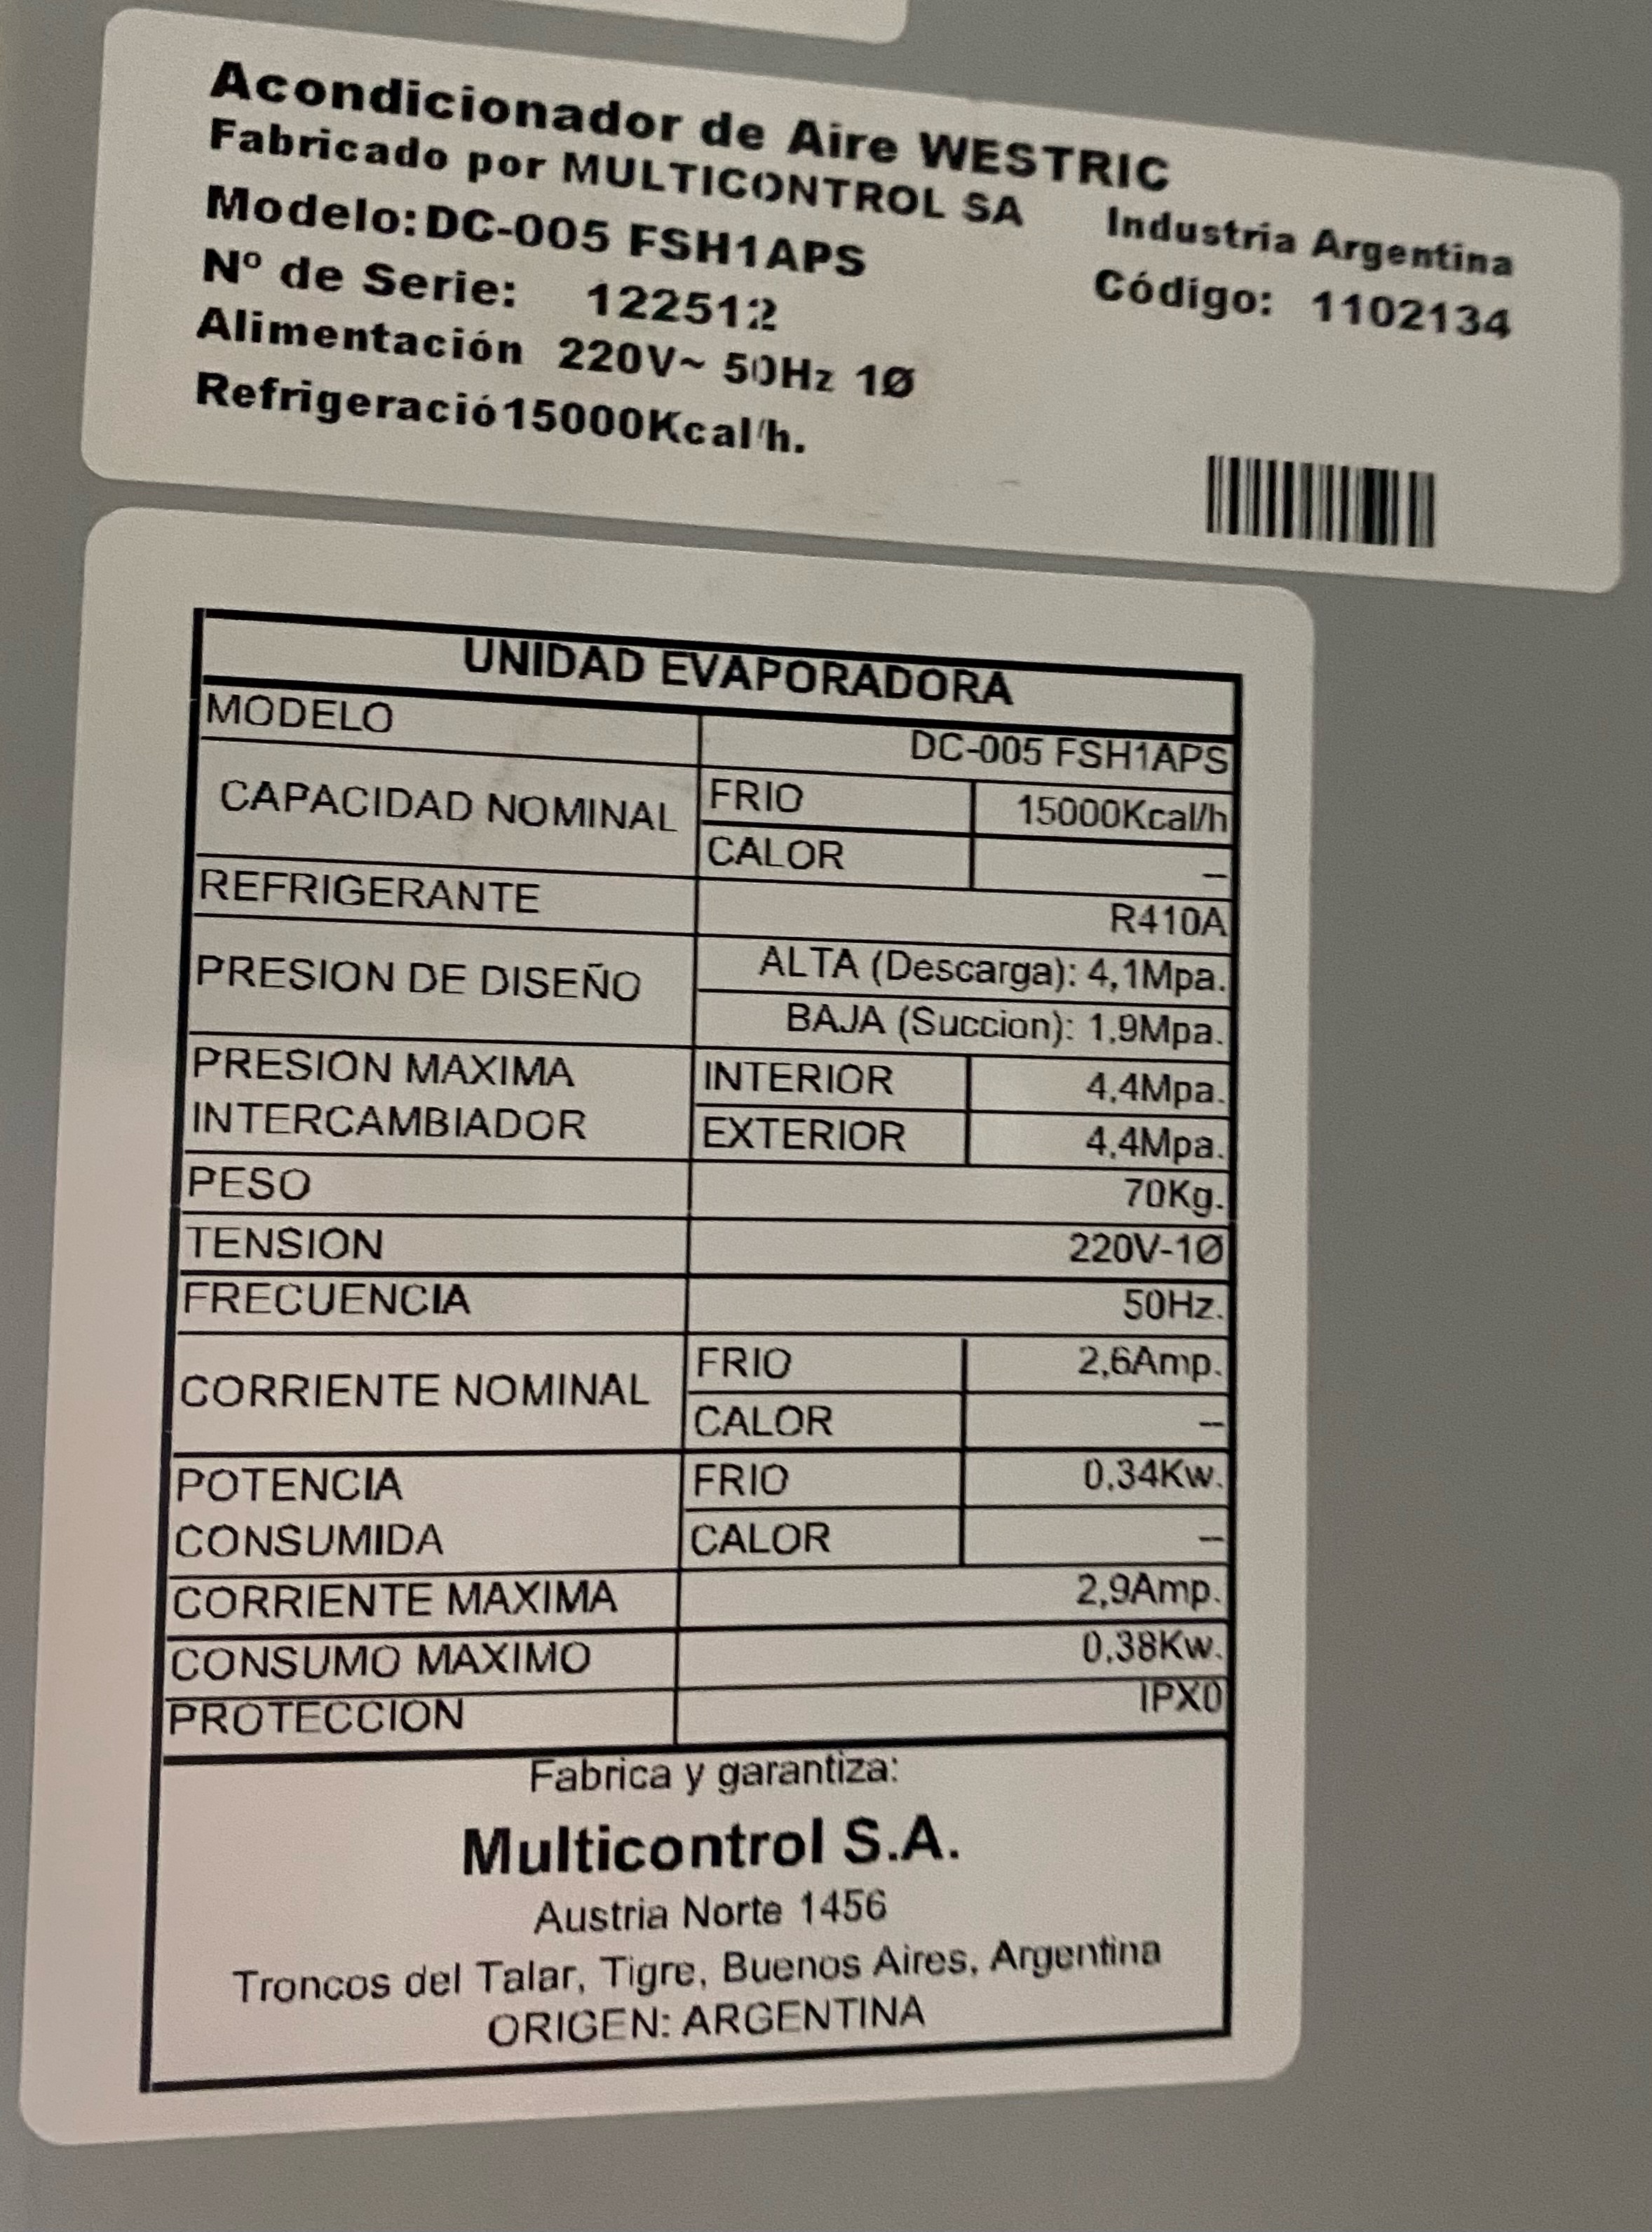 Acondicionador de Aire WESTRIC
Fabricado por MULTICONTROL SA Industria Argentina
Modelo: DC-005 FSH1APS Código: 1102134
Nº de Serie: 122512
Alimentación 220V~ 50Hz 1Ø
Refrigeració15000Kcal/h.
UNIDAD EVAPORADORA
MODELO DC-005 FSH1APS
CAPACIDAD NOMINAL FRIO 15000Kcal/h
CALOR –
REFRIGERANTE R410A
PRESION DE DISEÑO ALTA (Descarga): 4,1Mpa.
BAJA (Succion): 1,9Mpa.
PRESION MAXIMA INTERIOR 4,4Mpa.
INTERCAMBIADOR EXTERIOR 4,4Mpa.
PESO 70Kg.
TENSION 220V-1Ø
FRECUENCIA 50Hz.
CORRIENTE NOMINAL FRIO 2,6Amp.
CALOR –
POTENCIA FRIO 0,34Kw.
CONSUMIDA CALOR –
CORRIENTE MAXIMA 2,9Amp.
CONSUMO MAXIMO 0,38Kw.
PROTECCION IPX0
Fabrica y garantiza:
Multicontrol S.A.
Austria Norte 1456
Troncos del Talar, Tigre, Buenos Aires, Argentina
ORIGEN: ARGENTINA